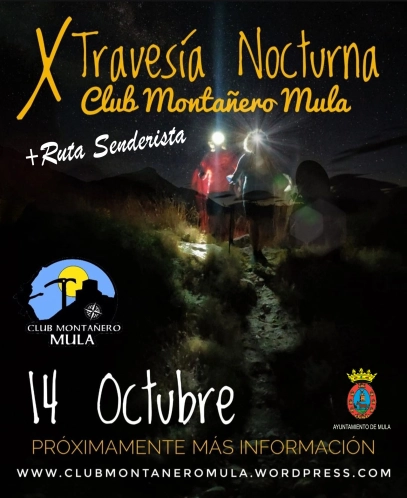 X Travesía Nocturna
Club Montañero Mula
+Ruta Senderista
CLUB MONTAÑERO
MULA
14 Octubre
AYUNTAMIENTO DE MULA
PRÓXIMAMENTE MÁS INFORMACIÓN
WWW.CLUBMONTANEROMULA.WORDPRESS.COM